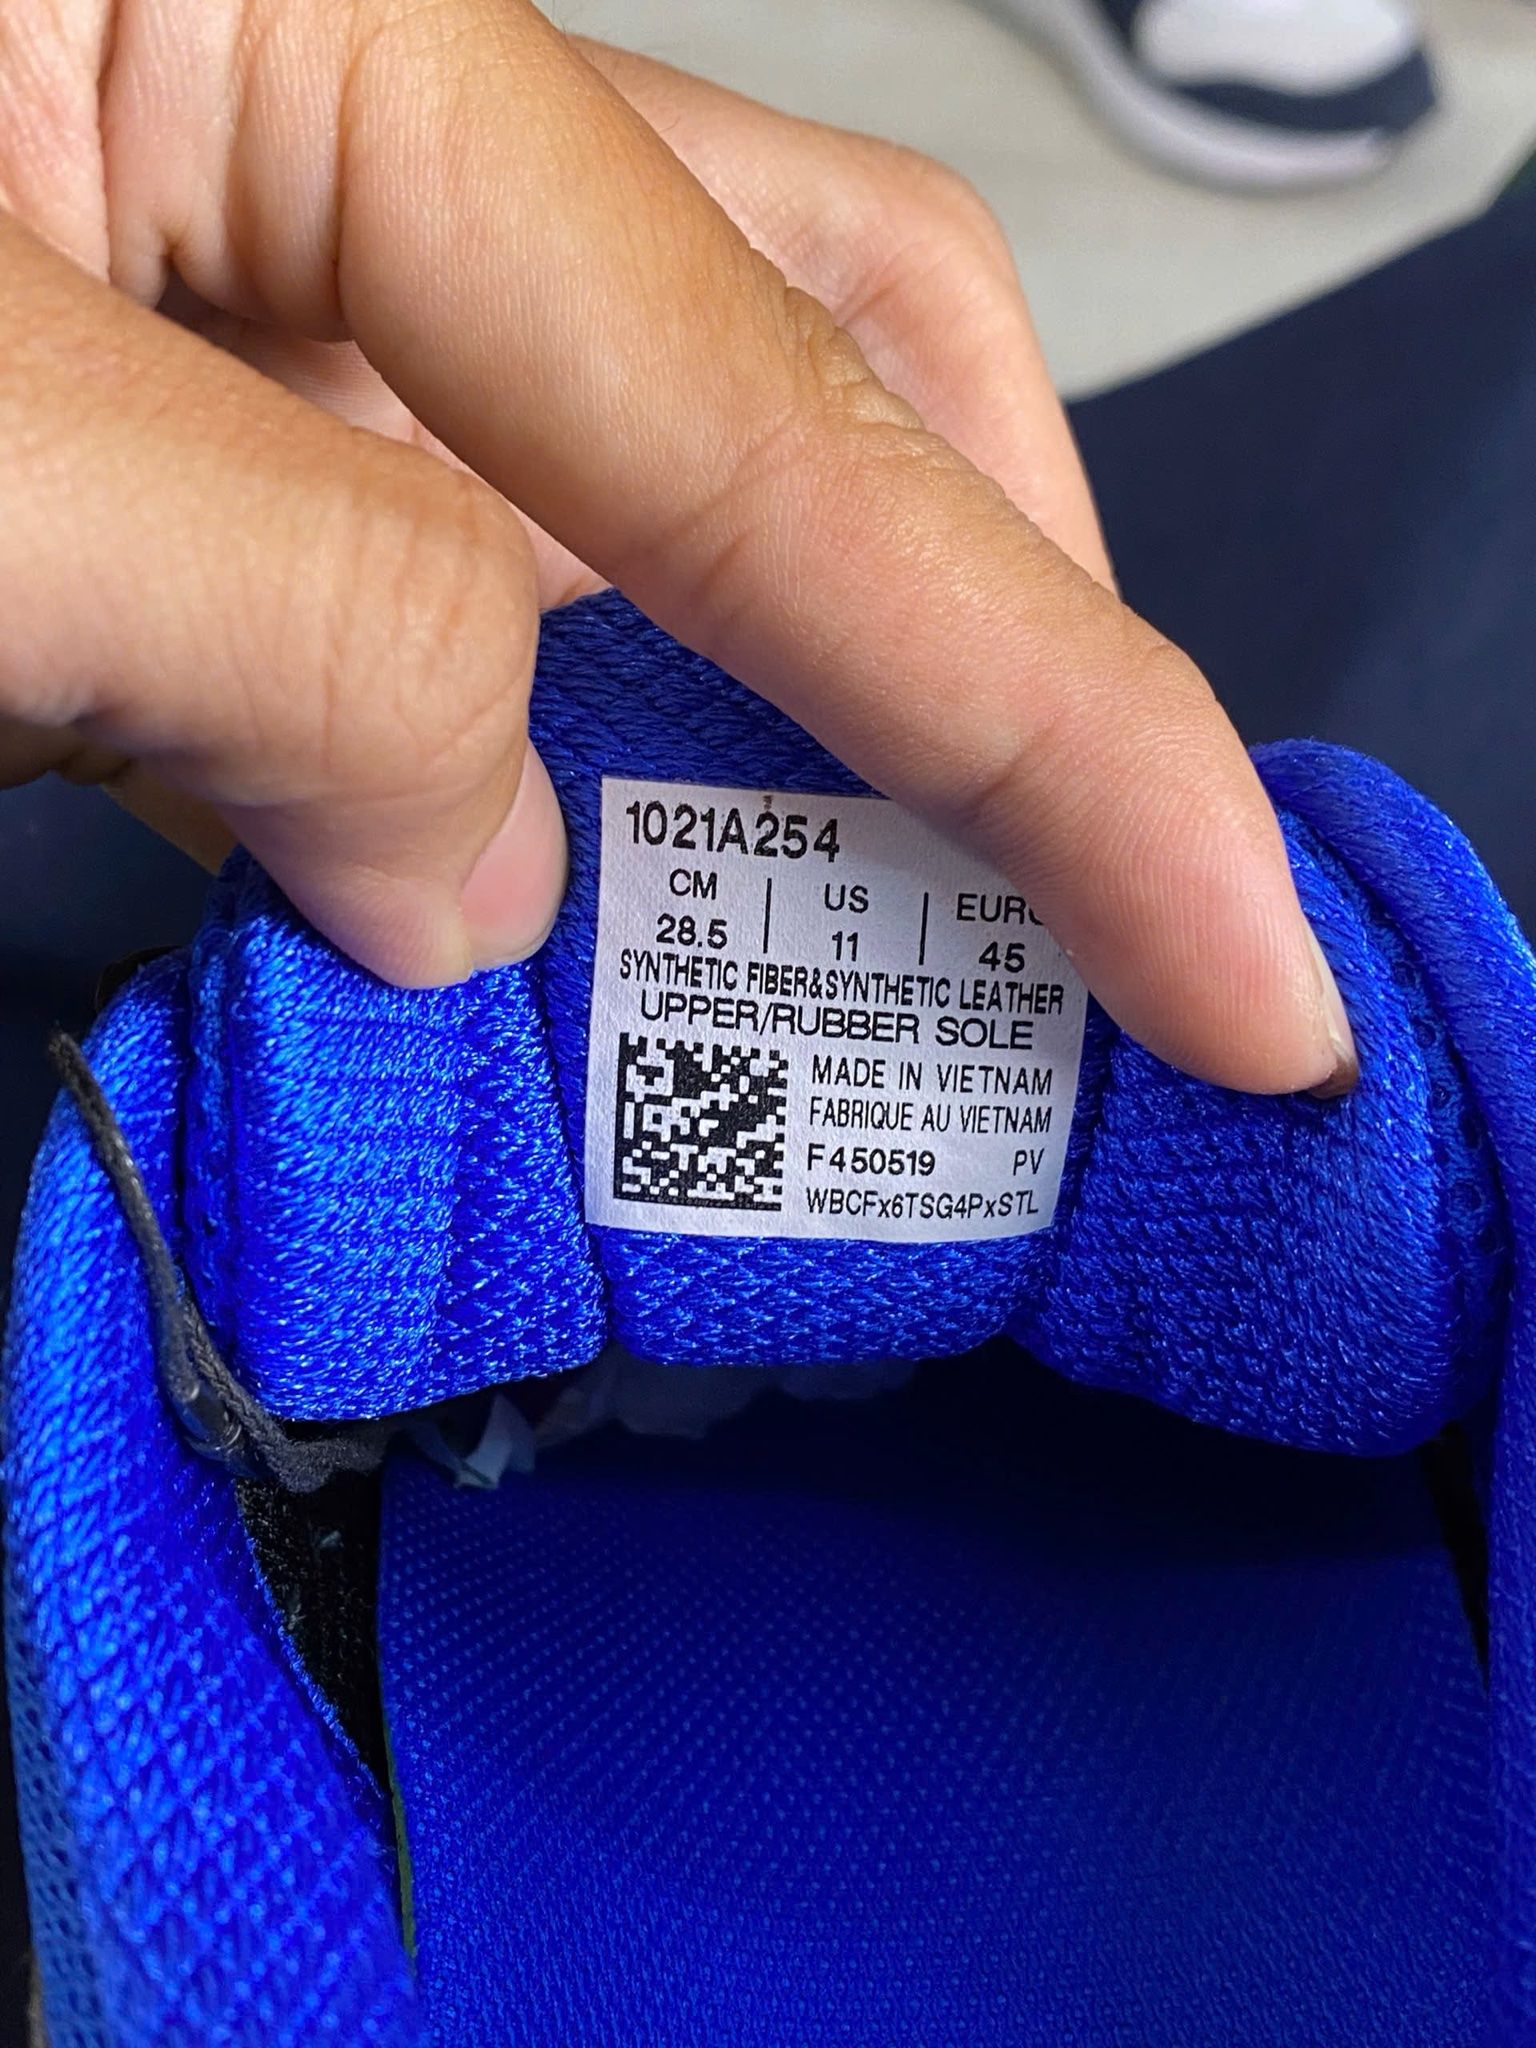 1021A254
CM | US | EURO
28.5 | 11 | 45
SYNTHETIC FIBER&SYNTHETIC LEATHER
UPPER/RUBBER SOLE
MADE IN VIETNAM
FABRIQUE AU VIETNAM
F450519 PV
WBCFx6TSG4PxSTL